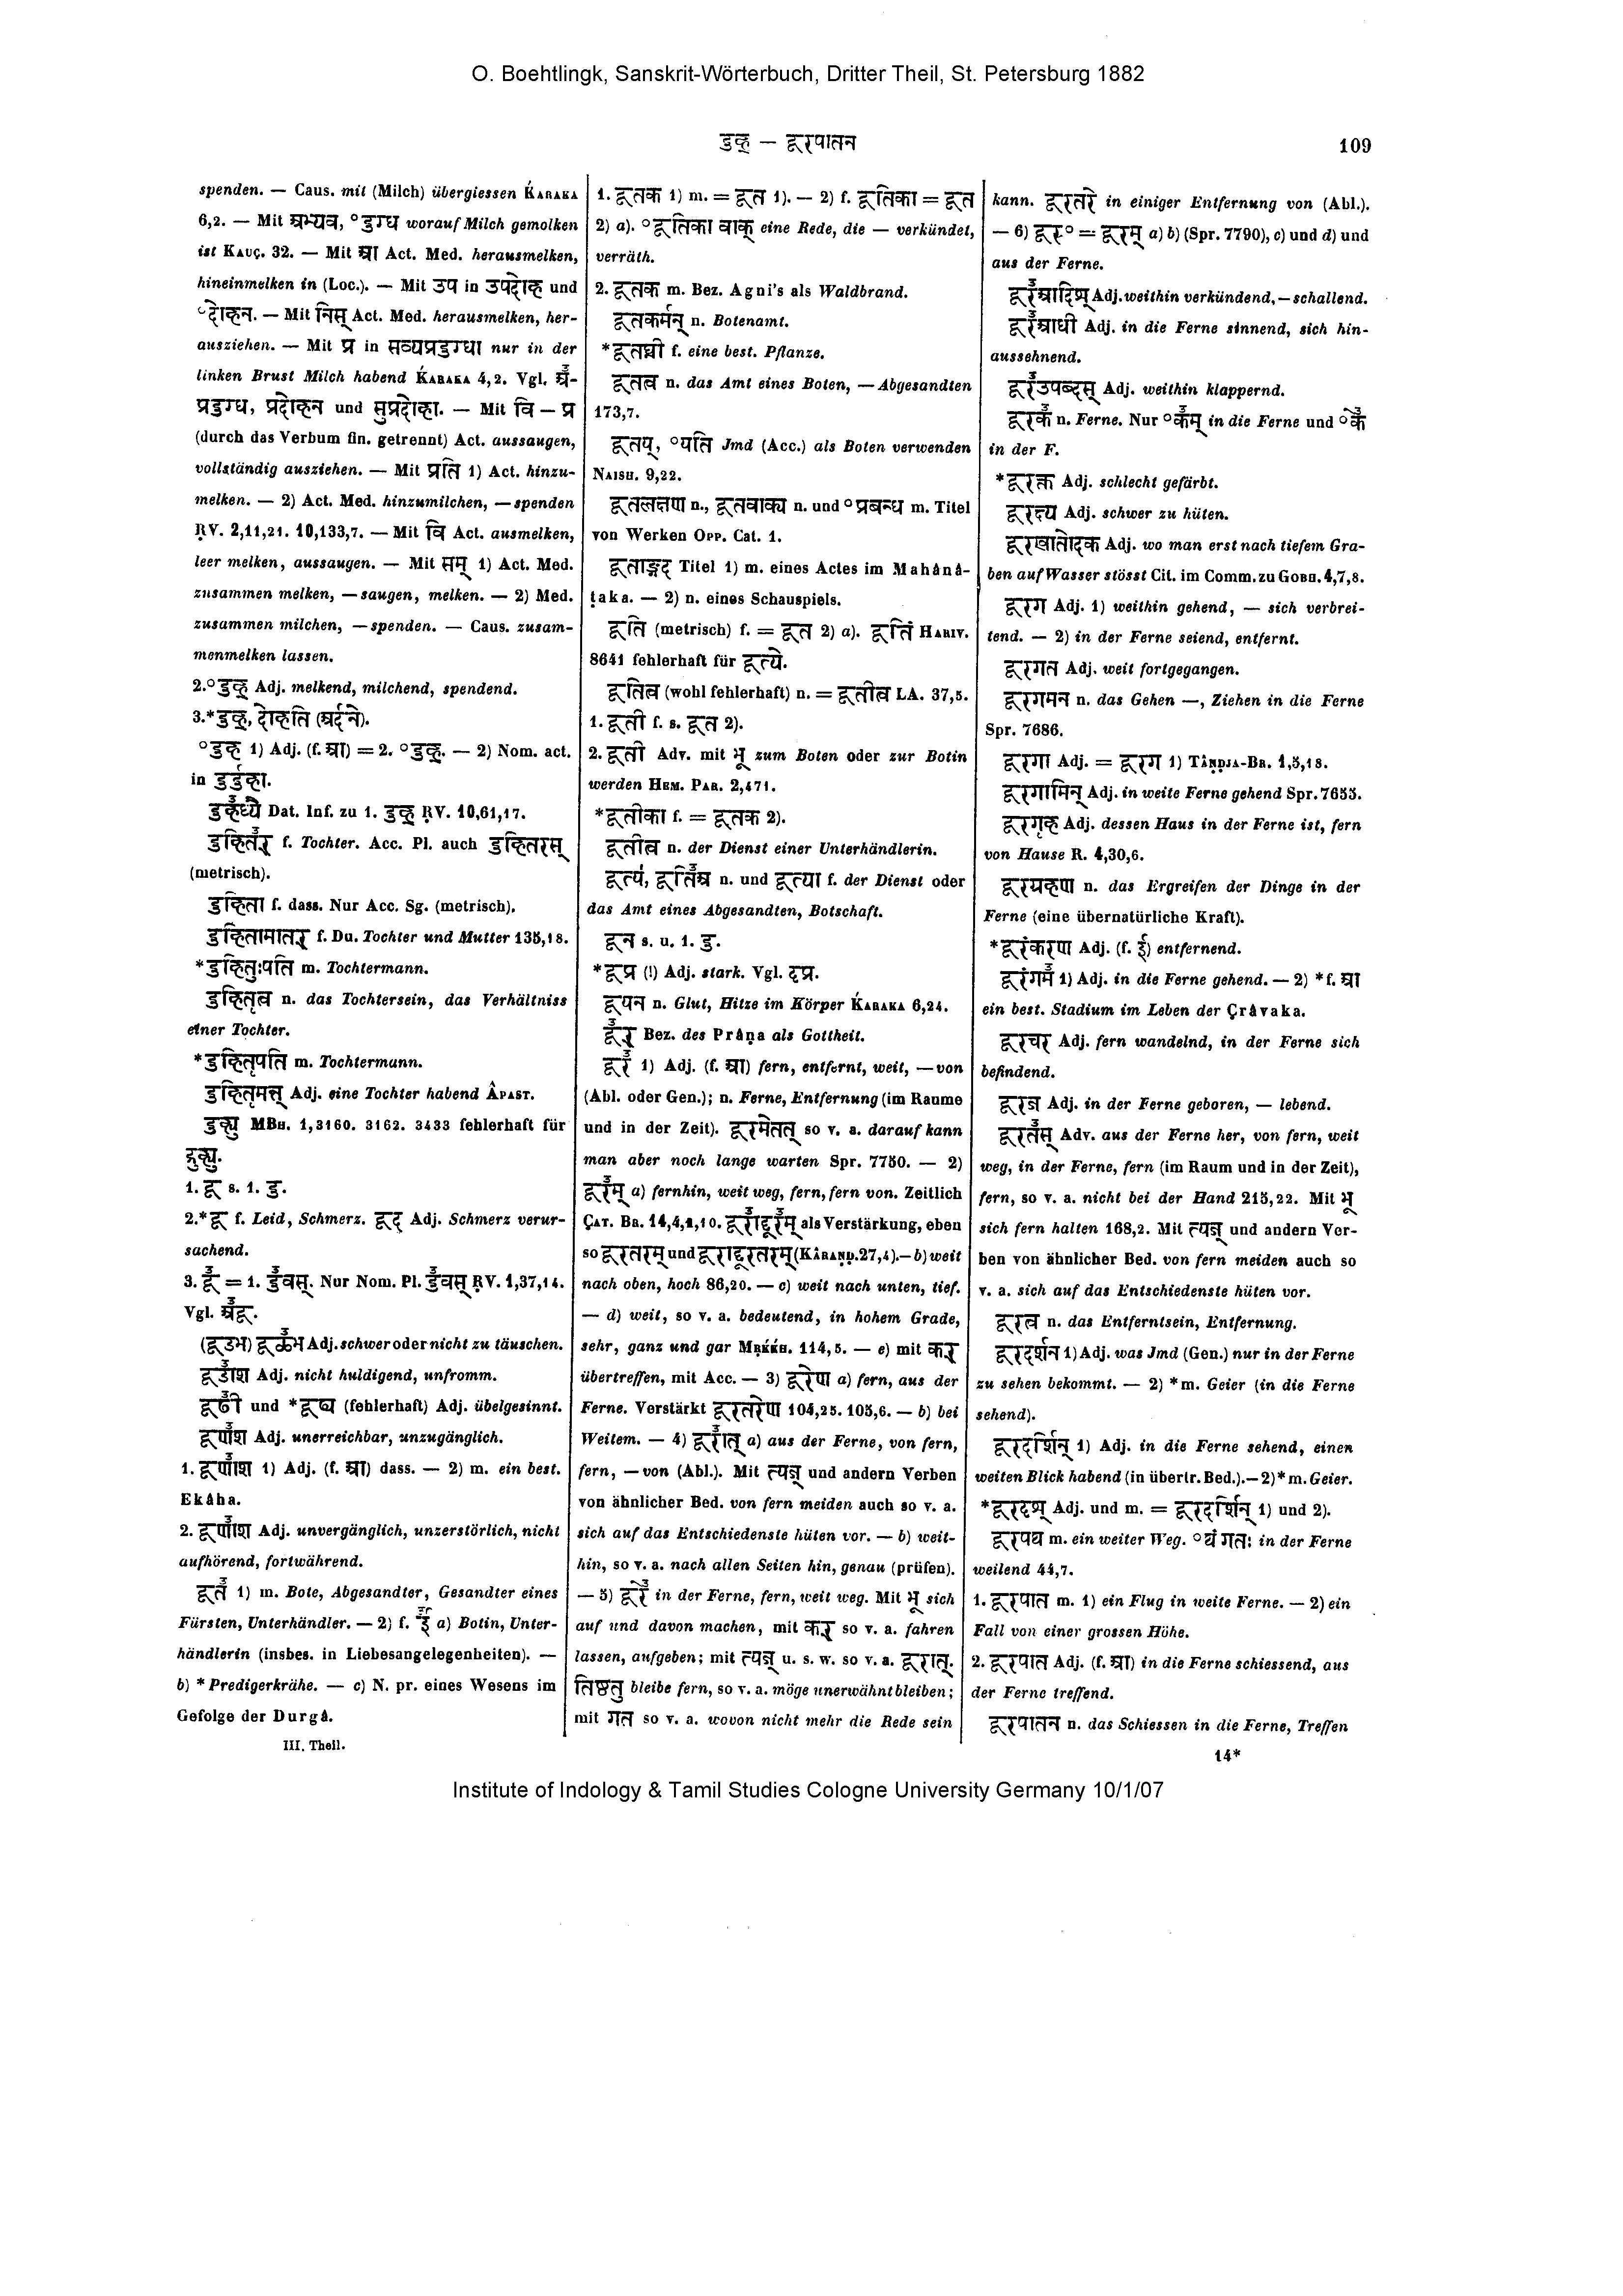 O. Boehtlingk, Sanskrit-Wörterbuch, Dritter Theil, St. Petersburg 1882
दुह् — दूरपातन
109
spenden. — Caus. mit (Milch) übergiessen Ḱaraka
6,2. — Mit अभ्यव, °दुग्ध worauf Milch gemolken
ist Kauç. 32. — Mit आ Act. Med. herausmelken,
hineinmelken in (Loc.). — Mit उप in उपदोह und
°दोहन. — Mit निस् Act. Med. herausmelken, her-
ausziehen. — Mit प्र in सव्यप्रदुग्धा nur in der
linken Brust Milch habend Ḱaraka 4,2. Vgl. अ-
प्रदुग्ध, प्रदोहन und सुप्रदोहा. — Mit वि — प्र
(durch das Verbum fin. getrennt) Act. aussaugen,
vollständig ausziehen. — Mit प्रति 1) Act. hinzu-
melken. — 2) Act. Med. hinzumilchen, — spenden
ṚV. 2,11,21. 10,133,7. — Mit वि Act. ausmelken,
leer melken, aussaugen. — Mit सम् 1) Act. Med.
zusammen melken, — saugen, melken. — 2) Med.
zusammen milchen, — spenden. — Caus. zusam-
menmelken lassen.
2.°दुह् Adj. melkend, milchend, spendend.
3.*दुह्, दोहति (अर्दने).
°दुह 1) Adj. (f. आ) = 2. °दुह्. — 2) Nom. act.
in दुर्दुहा.
दुहध्यै Dat. Inf. zu 1. दुह् ṚV. 10,61,17.
दुहितर् f. Tochter. Acc. Pl. auch दुहितरस्
(metrisch).
दुहिता f. dass. Nur Acc. Sg. (metrisch).
दुहितामातर् f. Du. Tochter und Mutter 135,18.
*दुहितुःपति m. Tochtermann.
दुहितृत्व n. das Tochtersein, das Verhältniss
einer Tochter.
*दुहितृपति m. Tochtermann.
दुहितृमत्त् Adj. eine Tochter habend Âpast.
दुह्यु MBh. 1,3160. 3162. 3433 fehlerhaft für
द्रुह्यु.
1. दू s. 1. दु.
2.*दू f. Leid, Schmerz. दूद Adj. Schmerz verur-
sachend.
3. दू = 1. दुवस्. Nur Nom. Pl. दुवस् ṚV. 1,37,14.
Vgl. अदू.
(दूडभ) दूळभ Adj. schwer oder nicht zu täuschen.
दूडाश Adj. nicht huldigend, unfromm.
दूढी und *दूढ्य (fehlerhaft) Adj. übelgesinnt.
दूणश Adj. unerreichbar, unzugänglich.
1. दूणाश 1) Adj. (f. आ) dass. — 2) m. ein best.
Ekâha.
2. दूणाश Adj. unvergänglich, unzerstörlich, nicht
aufhörend, fortwährend.
दूत 1) m. Bote, Abgesandter, Gesandter eines
Fürsten, Unterhändler. — 2) f. ई a) Botin, Unter-
händlerin (insbes. in Liebesangelegenheiten). —
b) * Predigerkrähe. — c) N. pr. eines Wesens im
Gefolge der Durgâ.
III. Theil.
1. दूतक 1) m. = दूत 1). — 2) f. दूतिका = दूत
2) a). °दूतिका वाक् eine Rede, die — verkündet,
verräth.
2. दूतक m. Bez. Agni's als Waldbrand.
दूतकर्मन् n. Botenamt.
*दूतघ्नी f. eine best. Pflanze.
दूतत्व n. das Amt eines Boten, — Abgesandten
173,7.
दूतय्, °यति Jmd (Acc.) als Boten verwenden
Naish. 9,22.
दूतलक्षण n., दूतवाक्य n. und °प्रबन्ध m. Titel
von Werken Opp. Cat. 1.
दूताङ्गद Titel 1) m. eines Actes im Mahânâ-
ṭaka. — 2) n. eines Schauspiels.
दूति (metrisch) f. = दूत 2) a). दूतिं Hariv.
8641 fehlerhaft für दूत्ये.
दूतित्व (wohl fehlerhaft) n. = दूतीत्व LA. 37,5.
1. दूती f. s. दूत 2).
2. दूती Adv. mit भू zum Boten oder zur Botin
werden Hem. Par. 2,471.
*दूतीका f. = दूतक 2).
दूतीत्व n. der Dienst einer Unterhändlerin.
दूत्य, दूतिअ n. und दूत्या f. der Dienst oder
das Amt eines Abgesandten, Botschaft.
दून s. u. 1. दु.
*दूप्र (!) Adj. stark. Vgl. दृप्र.
दूपन n. Glut, Hitze im Körper Ḱaraka 6,24.
दूर् Bez. des Prâṇa als Gottheit.
दूर 1) Adj. (f. आ) fern, entfernt, weit, — von
(Abl. oder Gen.); n. Ferne, Entfernung (im Raume
und in der Zeit). दूरमेतत् so v. a. darauf kann
man aber noch lange warten Spr. 7750. — 2)
दूरम् a) fernhin, weit weg, fern, fern von. Zeitlich
Çat. Br. 14,4,1,10. दूराद्दूरम् als Verstärkung, eben
so दूरतरम् und दूराद्दूरतरम् (Kâraṇḍ. 27,4). — b) weit
nach oben, hoch 86,20. — c) weit nach unten, tief.
— d) weit, so v. a. bedeutend, in hohem Grade,
sehr, ganz und gar Mṛḱḱh. 114,5. — e) mit कर्
übertreffen, mit Acc. — 3) दूरेण a) fern, aus der
Ferne. Verstärkt दूरतरेण 104,25. 105,6. — b) bei
Weitem. — 4) दूरात् a) aus der Ferne, von fern,
fern, — von (Abl.). Mit त्यज् und andern Verben
von ähnlicher Bed. von fern meiden auch so v. a.
sich auf das Entschiedenste hüten vor. — b) weit-
hin, so v. a. nach allen Seiten hin, genau (prüfen).
— 5) दूरे in der Ferne, fern, weit weg. Mit भू sich
auf und davon machen, mit कर् so v. a. fahren
lassen, aufgeben; mit त्यज् u. s. w. so v. a. दूरात्.
तिष्ठतु bleibe fern, so v. a. möge unerwähnt bleiben;
mit गत so v. a. wovon nicht mehr die Rede sein
kann. दूरतरे in einiger Entfernung von (Abl.).
— 6) दूर° = दूरम् a) b) (Spr. 7790), c) und d) und
aus der Ferne.
दूरआदिश् Adj. weithin verkündend, — schallend.
दूरआधी Adj. in die Ferne sinnend, sich hin-
aussehnend.
दूरउपब्दस् Adj. weithin klappernd.
दूरक n. Ferne. Nur °कम् in die Ferne und °के
in der F.
*दूरक्त Adj. schlecht gefärbt.
दूरक्ष्य Adj. schwer zu hüten.
दूरखातोदक Adj. wo man erst nach tiefem Gra-
ben auf Wasser stösst Cit. im Comm. zu Gobh. 4,7,8.
दूरग Adj. 1) weithin gehend, — sich verbrei-
tend. — 2) in der Ferne seiend, entfernt.
दूरगत Adj. weit fortgegangen.
दूरगमन n. das Gehen —, Ziehen in die Ferne
Spr. 7686.
दूरगा Adj. = दूरग 1) Tâṇḍja-Br. 1,5,18.
दूरगामिन् Adj. in weite Ferne gehend Spr. 7655.
दूरगृह Adj. dessen Haus in der Ferne ist, fern
von Hause R. 4,30,6.
दूरग्रहण n. das Ergreifen der Dinge in der
Ferne (eine übernatürliche Kraft).
*दूरंकरण Adj. (f. ई) entfernend.
दूरंगम 1) Adj. in die Ferne gehend. — 2) *f. आ
ein best. Stadium im Leben der Çrâvaka.
दूरचर Adj. fern wandelnd, in der Ferne sich
befindend.
दूरज Adj. in der Ferne geboren, — lebend.
दूरतस् Adv. aus der Ferne her, von fern, weit
weg, in der Ferne, fern (im Raum und in der Zeit),
fern, so v. a. nicht bei der Hand 215,22. Mit भू
sich fern halten 168,2. Mit त्यज् und andern Ver-
ben von ähnlicher Bed. von fern meiden auch so
v. a. sich auf das Entschiedenste hüten vor.
दूरत्व n. das Entferntsein, Entfernung.
दूरदर्शन 1) Adj. was Jmd (Gen.) nur in der Ferne
zu sehen bekommt. — 2) *m. Geier (in die Ferne
sehend).
दूरदर्शिन् 1) Adj. in die Ferne sehend, einen
weiten Blick habend (in übertr. Bed.). — 2) * m. Geier.
*दूरदृश् Adj. und m. = दूरदर्शिन् 1) und 2).
दूरपथ m. ein weiter Weg. °थं गतः in der Ferne
weilend 44,7.
1. दूरपात m. 1) ein Flug in weite Ferne. — 2) ein
Fall von einer grossen Höhe.
2. दूरपात Adj. (f. आ) in die Ferne schiessend, aus
der Ferne treffend.
दूरपातन n. das Schiessen in die Ferne, Treffen
14*
Institute of Indology & Tamil Studies Cologne University Germany 10/1/07